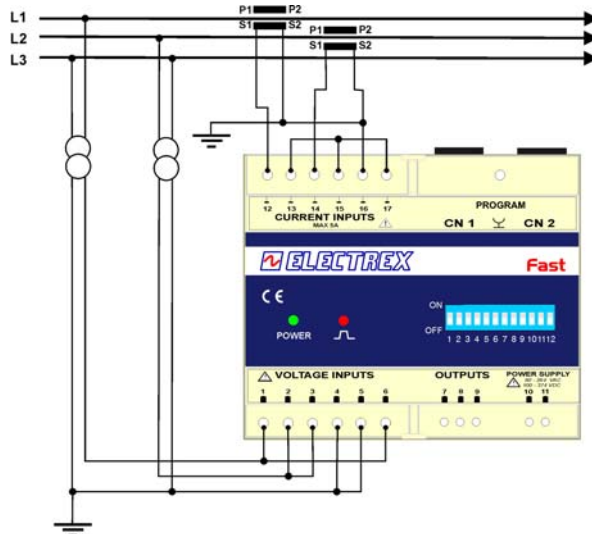 L1
P1 P2
S1 S2
L2
P1 P2
S1 S2
L3
12 13 14 15 16 17
CURRENT INPUTS
MAX 5A
PROGRAM
CN 1 CN 2
ELECTREX
Fast
CE
POWER
ON
OFF
1 2 3 4 5 6 7 8 9 10 11 12
VOLTAGE INPUTS
1 2 3 4 5 6
OUTPUTS
7 8 9
POWER SUPPLY
10 11